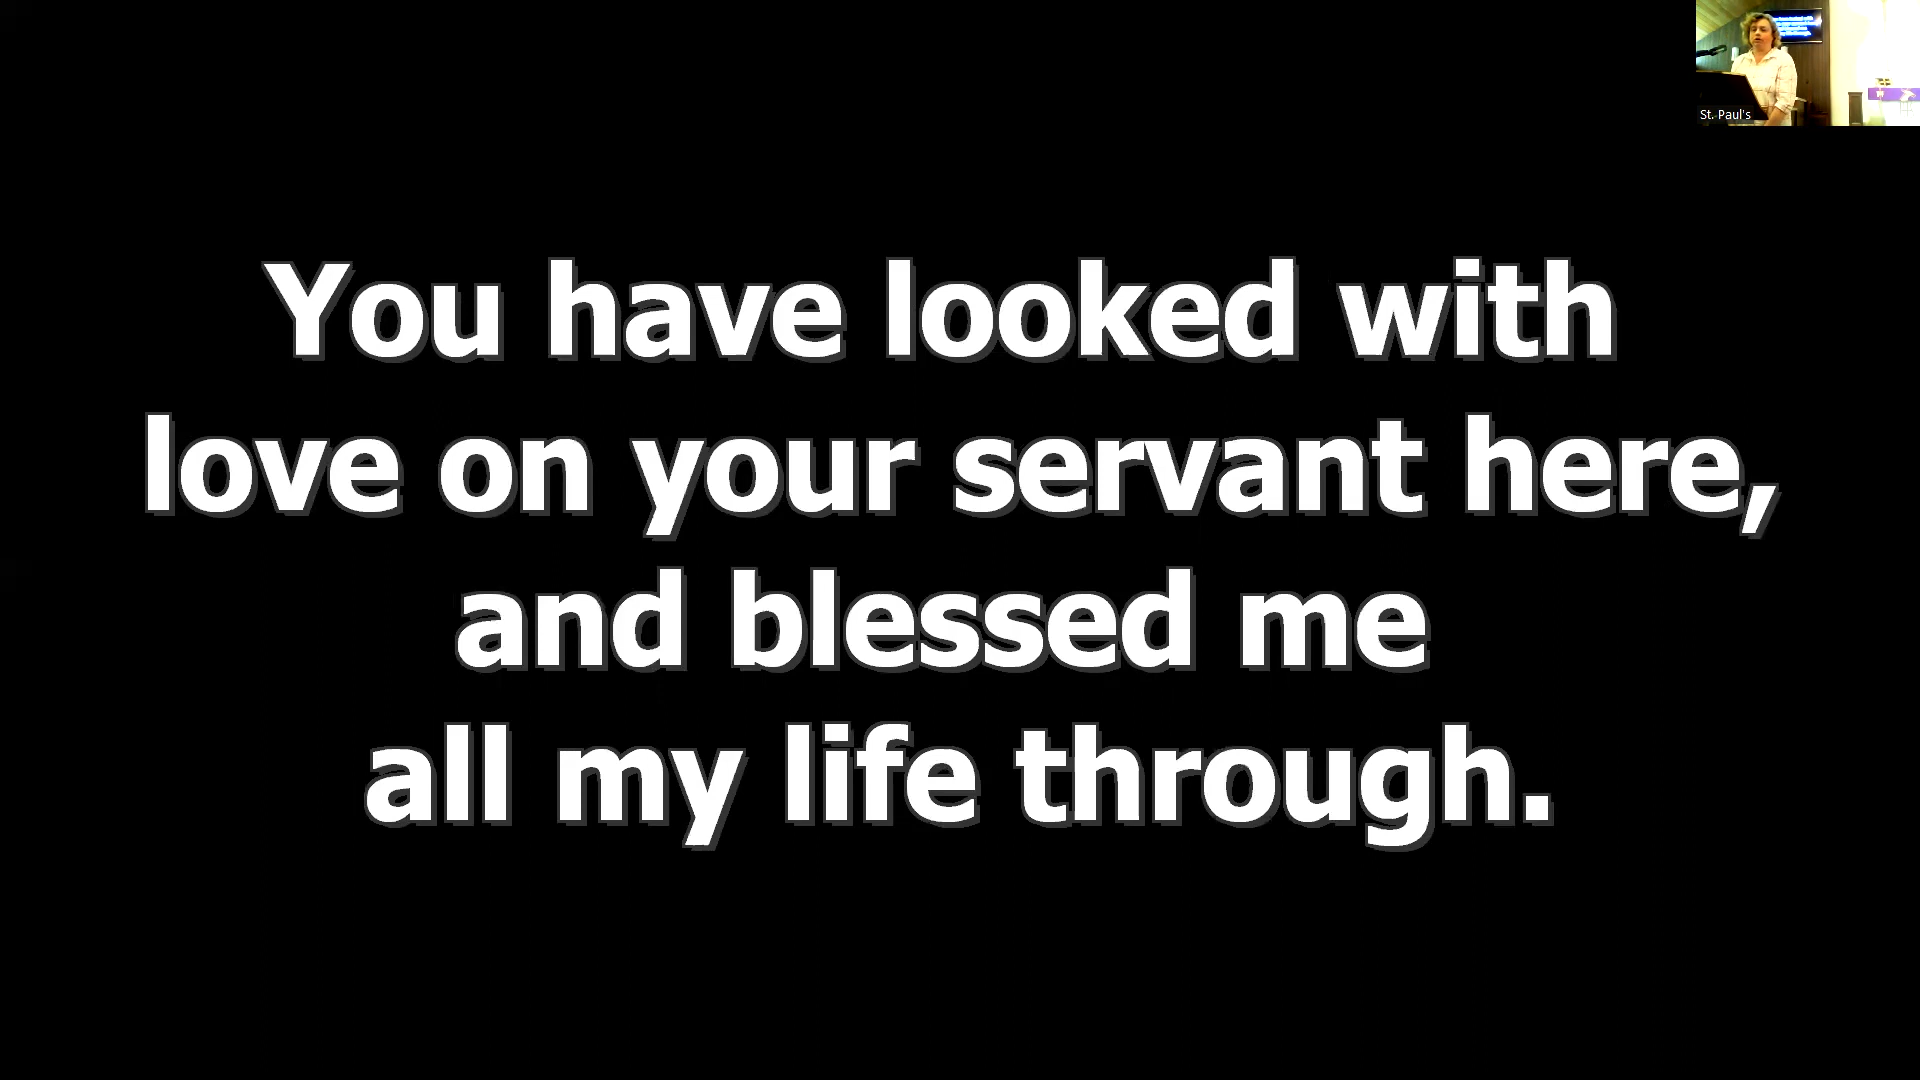 St. Paul's
You have looked with
love on your servant here,
and blessed me
all my life through.